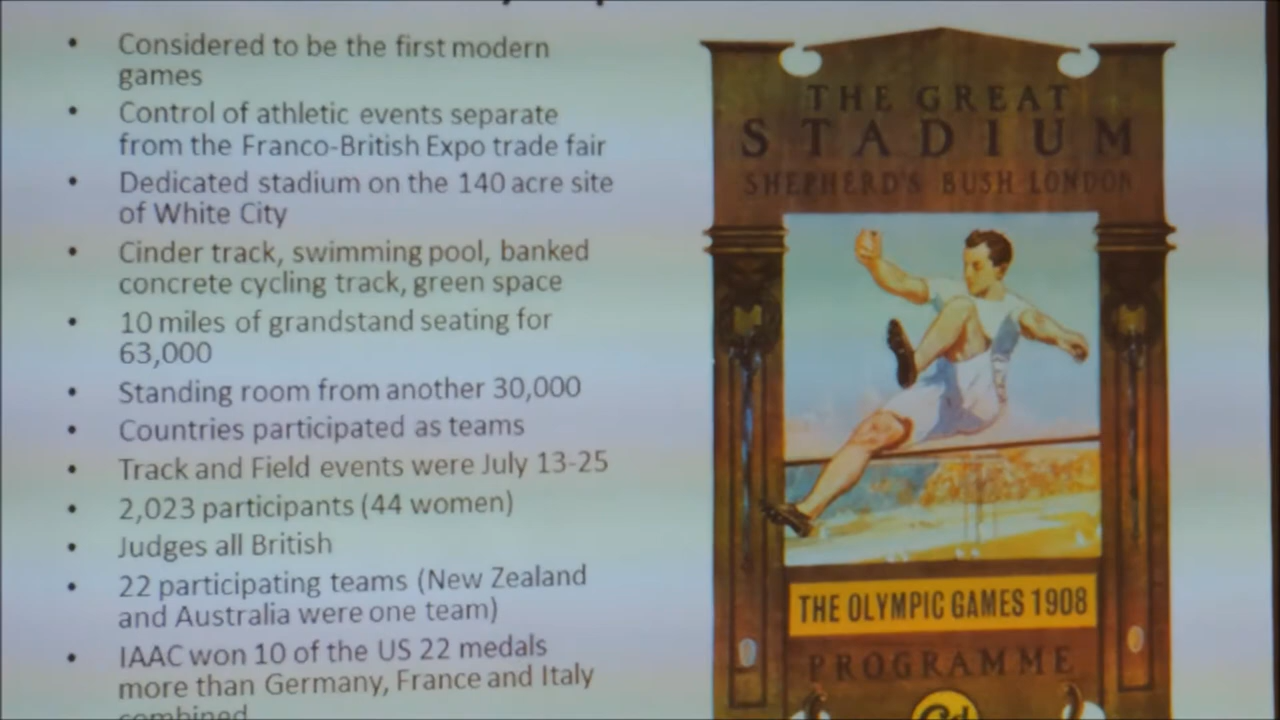 • Considered to be the first modern
games
• Control of athletic events separate
from the Franco-British Expo trade fair
• Dedicated stadium on the 140 acre site
of White City
• Cinder track, swimming pool, banked
concrete cycling track, green space
• 10 miles of grandstand seating for
63,000
• Standing room from another 30,000
• Countries participated as teams
• Track and Field events were July 13-25
• 2,023 participants (44 women)
• Judges all British
• 22 participating teams (New Zealand
and Australia were one team)
• IAAC won 10 of the US 22 medals
more than Germany, France and Italy
combined
THE GREAT
STADIUM
SHEPHERD'S BUSH LONDON
THE OLYMPIC GAMES 1908
PROGRAMME
6d